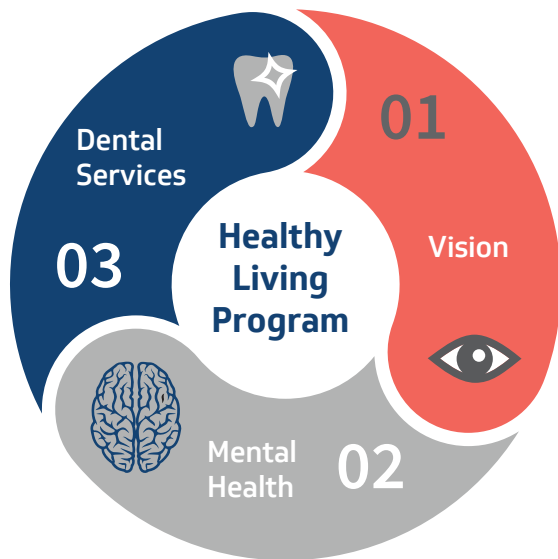 Healthy
Living
Program
01
Vision
Mental
Health
02
Dental
Services
03